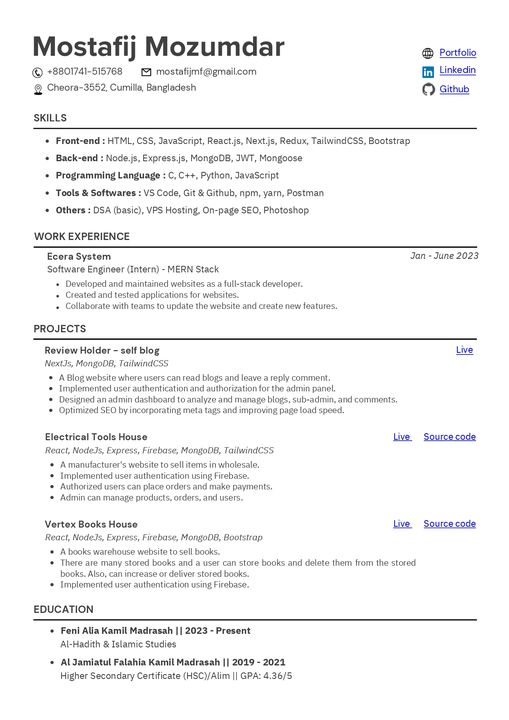 Mostafij Mozumdar
+8801741-515768 mostafijmf@gmail.com
Cheora-3552, Cumilla, Bangladesh
Portfolio
Linkedin
Github
SKILLS
• Front-end : HTML, CSS, JavaScript, React.js, Next.js, Redux, TailwindCSS, Bootstrap
• Back-end : Node.js, Express.js, MongoDB, JWT, Mongoose
• Programming Language : C, C++, Python, JavaScript
• Tools & Softwares : VS Code, Git & Github, npm, yarn, Postman
• Others : DSA (basic), VPS Hosting, On-page SEO, Photoshop
WORK EXPERIENCE
Ecera System Jan - June 2023
Software Engineer (Intern) - MERN Stack
• Developed and maintained websites as a full-stack developer.
• Created and tested applications for websites.
• Collaborate with teams to update the website and create new features.
PROJECTS
Review Holder – self blog Live
NextJs, MongoDB, TailwindCSS
• A Blog website where users can read blogs and leave a reply comment.
• Implemented user authentication and authorization for the admin panel.
• Designed an admin dashboard to analyze and manage blogs, sub-admin, and comments.
• Optimized SEO by incorporating meta tags and improving page load speed.
Electrical Tools House Live Source code
React, NodeJs, Express, Firebase, MongoDB, TailwindCSS
• A manufacturer's website to sell items in wholesale.
• Implemented user authentication using Firebase.
• Authorized users can place orders and make payments.
• Admin can manage products, orders, and users.
Vertex Books House Live Source code
React, NodeJs, Express, Firebase, MongoDB, Bootstrap
• A books warehouse website to sell books.
• There are many stored books and a user can store books and delete them from the stored
books. Also, can increase or deliver stored books.
• Implemented user authentication using Firebase.
EDUCATION
• Feni Alia Kamil Madrasah || 2023 - Present
Al-Hadith & Islamic Studies
• Al Jamiatul Falahia Kamil Madrasah || 2019 - 2021
Higher Secondary Certificate (HSC)/Alim || GPA: 4.36/5